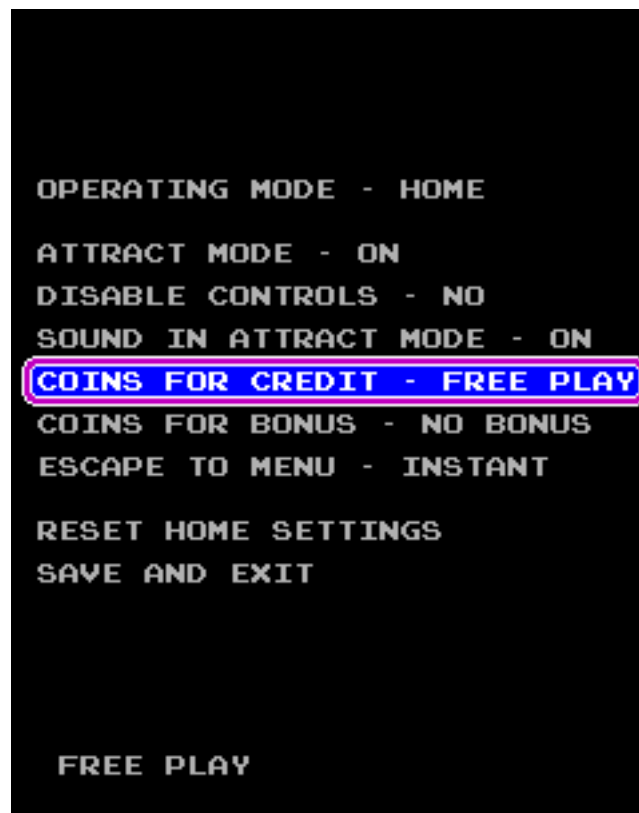 OPERATING MODE - HOME
ATTRACT MODE - ON
DISABLE CONTROLS - NO
SOUND IN ATTRACT MODE - ON
COINS FOR CREDIT - FREE PLAY
COINS FOR BONUS - NO BONUS
ESCAPE TO MENU - INSTANT
RESET HOME SETTINGS
SAVE AND EXIT
FREE PLAY